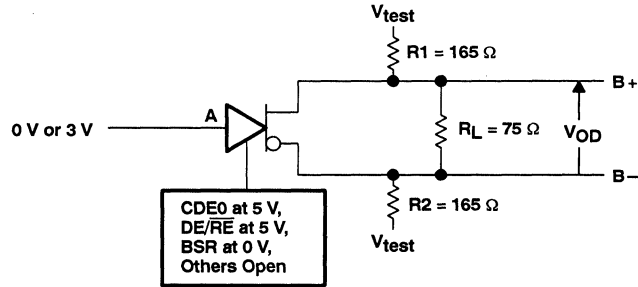 Vtest
R1 = 165 Ω
B+
A
0 V or 3 V
RL = 75 Ω
VOD
B–
CDE0 at 5 V,
DE/R̅E̅ at 5 V,
BSR at 0 V,
Others Open
R2 = 165 Ω
Vtest